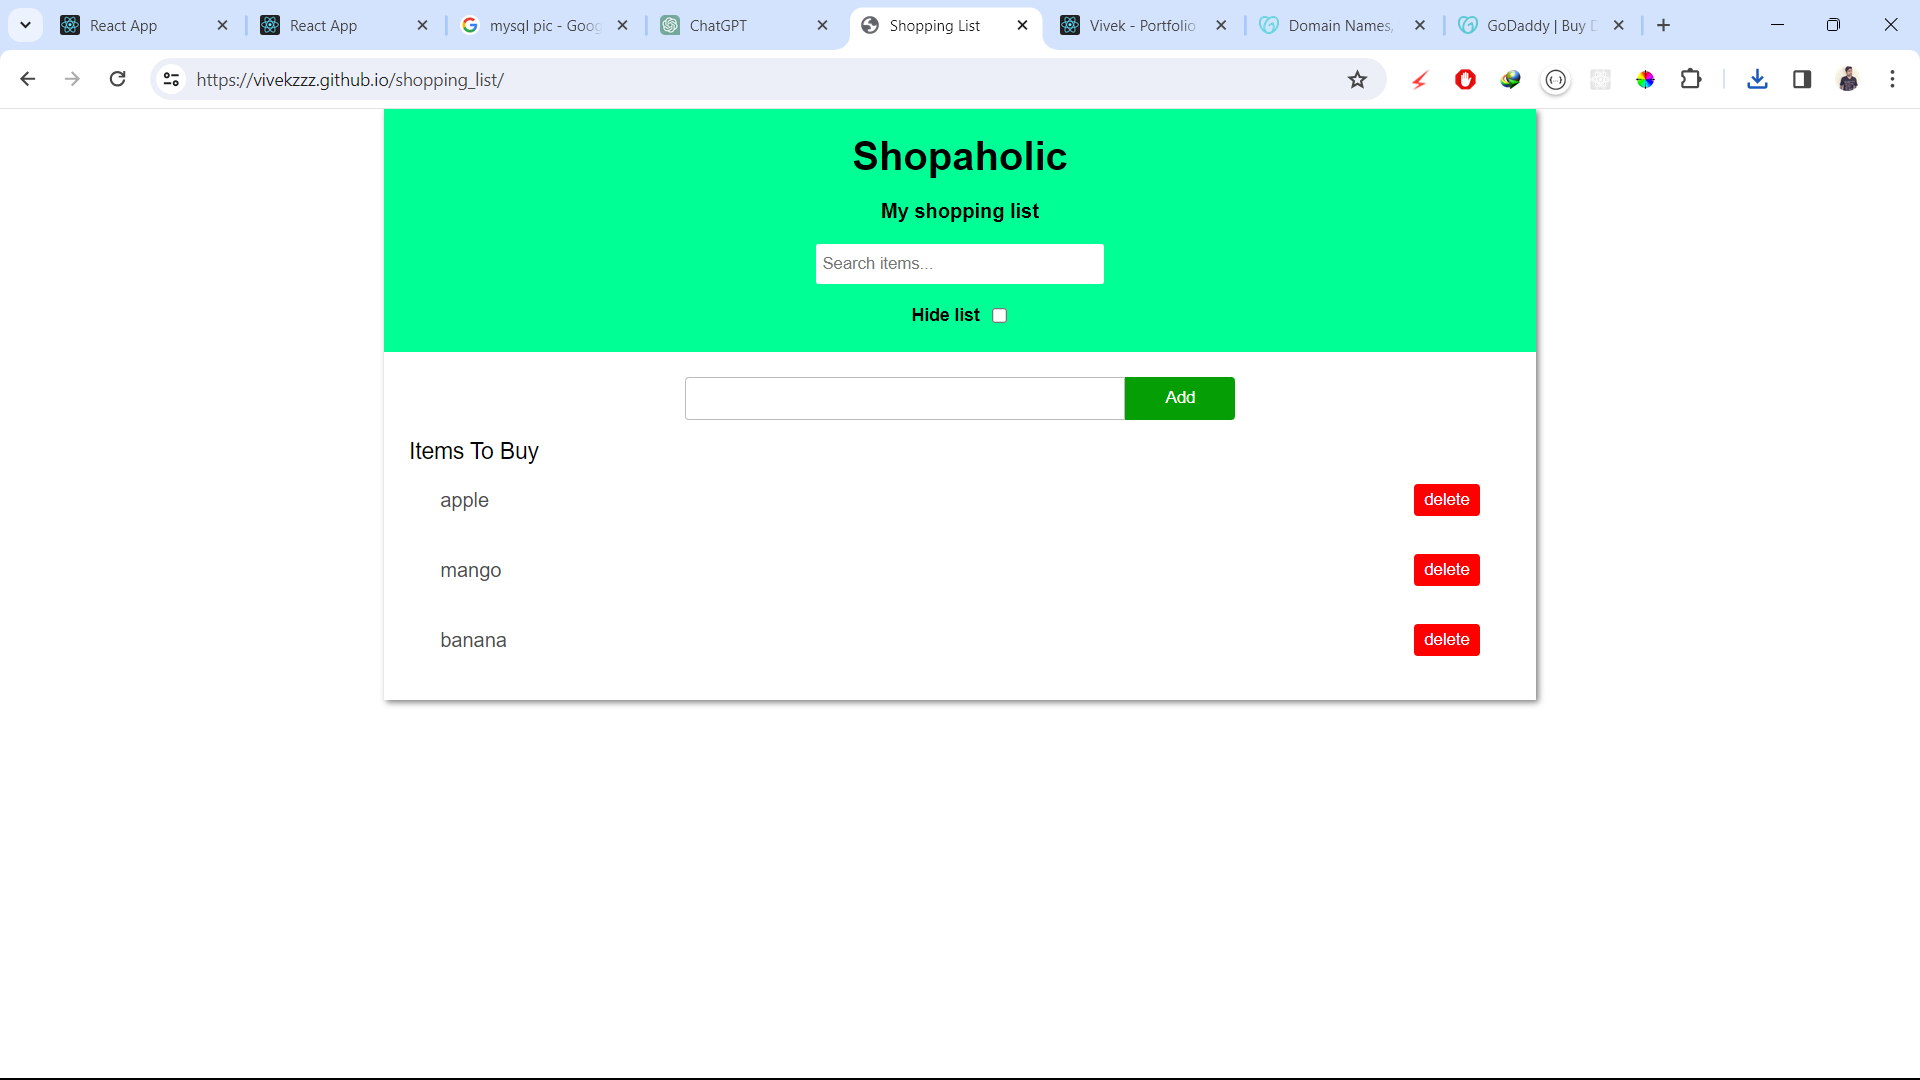 React App
React App
mysql pic - Goog
ChatGPT
Shopping List
Vivek - Portfolio
Domain Names,
GoDaddy | Buy D
https://vivekzzz.github.io/shopping_list/
Shopaholic
My shopping list
Search items...
Hide list
Add
Items To Buy
apple
delete
mango
delete
banana
delete